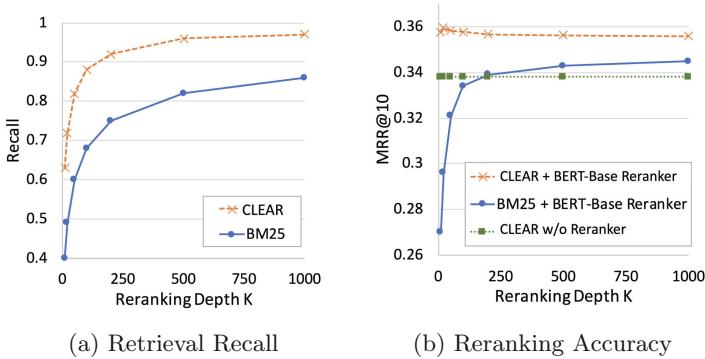 1
0.9
0.8
0.7
0.6
0.5
0.4
Recall
0 250 500 750 1000
Reranking Depth K
CLEAR
BM25
(a) Retrieval Recall
0.36
0.34
0.32
0.3
0.28
0.26
MRR@10
0 250 500 750 1000
Reranking Depth K
CLEAR + BERT-Base Reranker
BM25 + BERT-Base Reranker
CLEAR w/o Reranker
(b) Reranking Accuracy